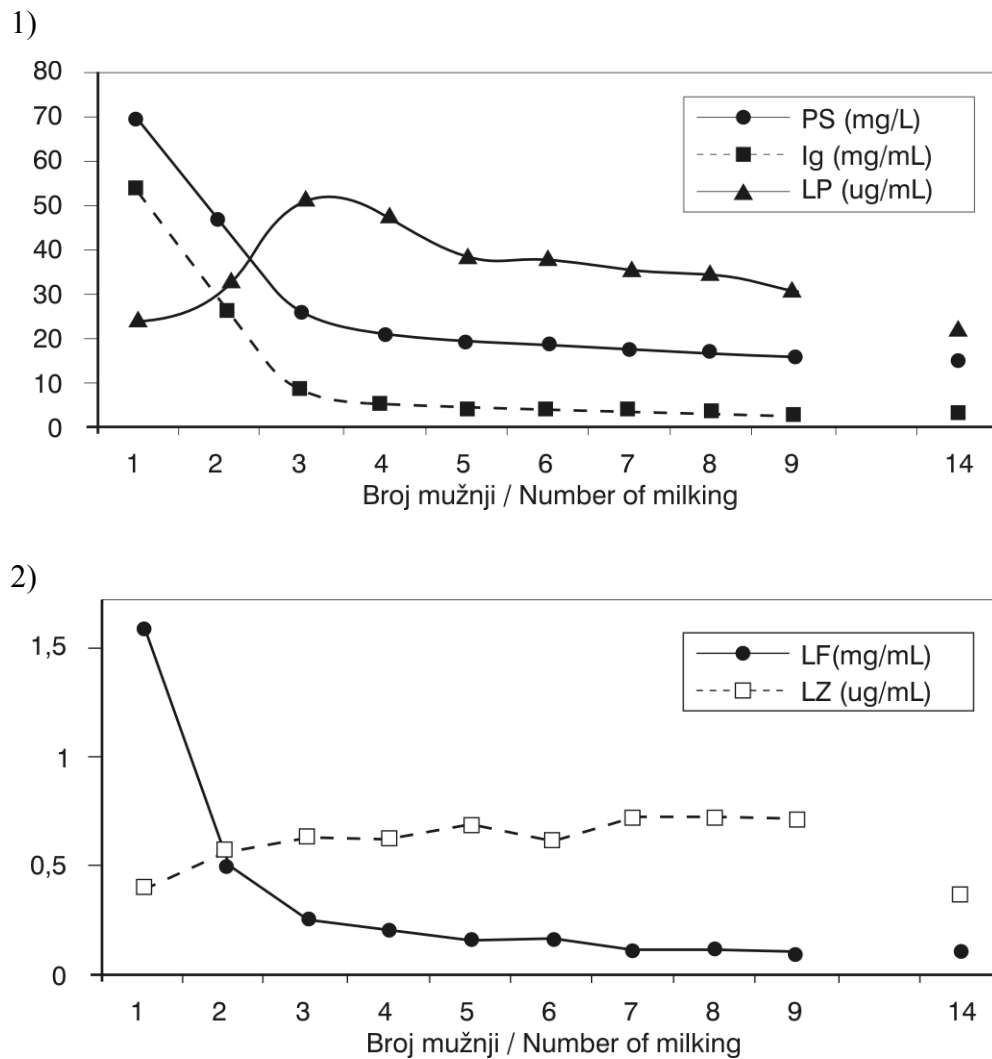 1)
80
70
60
50
40
30
20
10
0
PS (mg/L)
Ig (mg/mL)
LP (ug/mL)
1 2 3 4 5 6 7 8 9 14
Broj mužnji / Number of milking
2)
1,5
1
0,5
0
LF(mg/mL)
LZ (ug/mL)
1 2 3 4 5 6 7 8 9 14
Broj mužnji / Number of milking